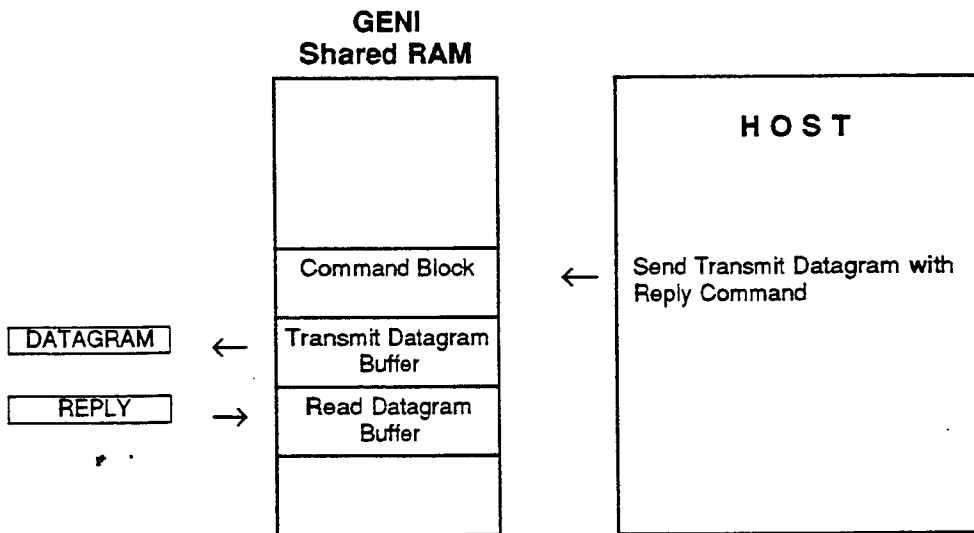 GENI
Shared RAM
HOST
Command Block
Send Transmit Datagram with
Reply Command
DATAGRAM
Transmit Datagram
Buffer
REPLY
Read Datagram
Buffer